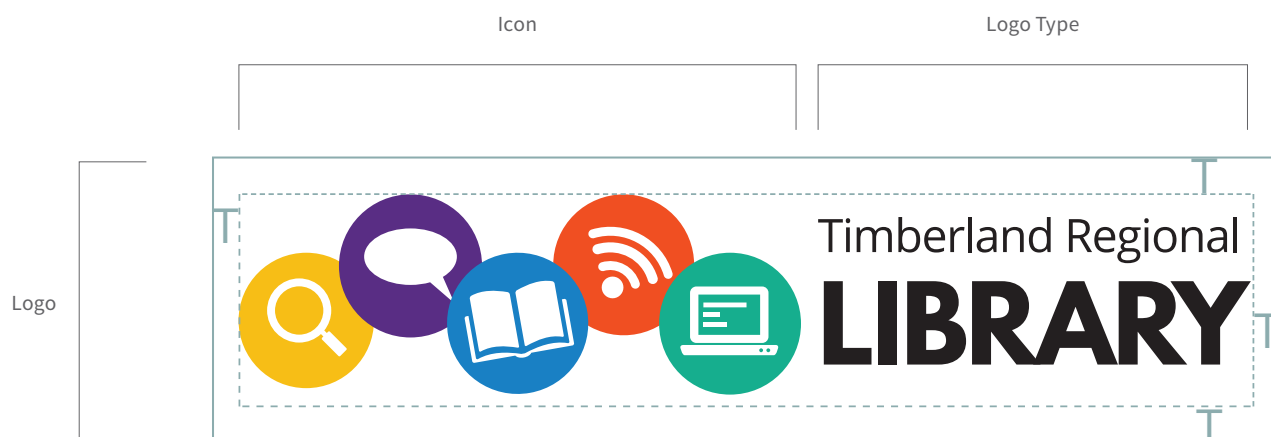 Icon
Logo Type
T
T
Timberland Regional
Logo
LIBRARY
T
T